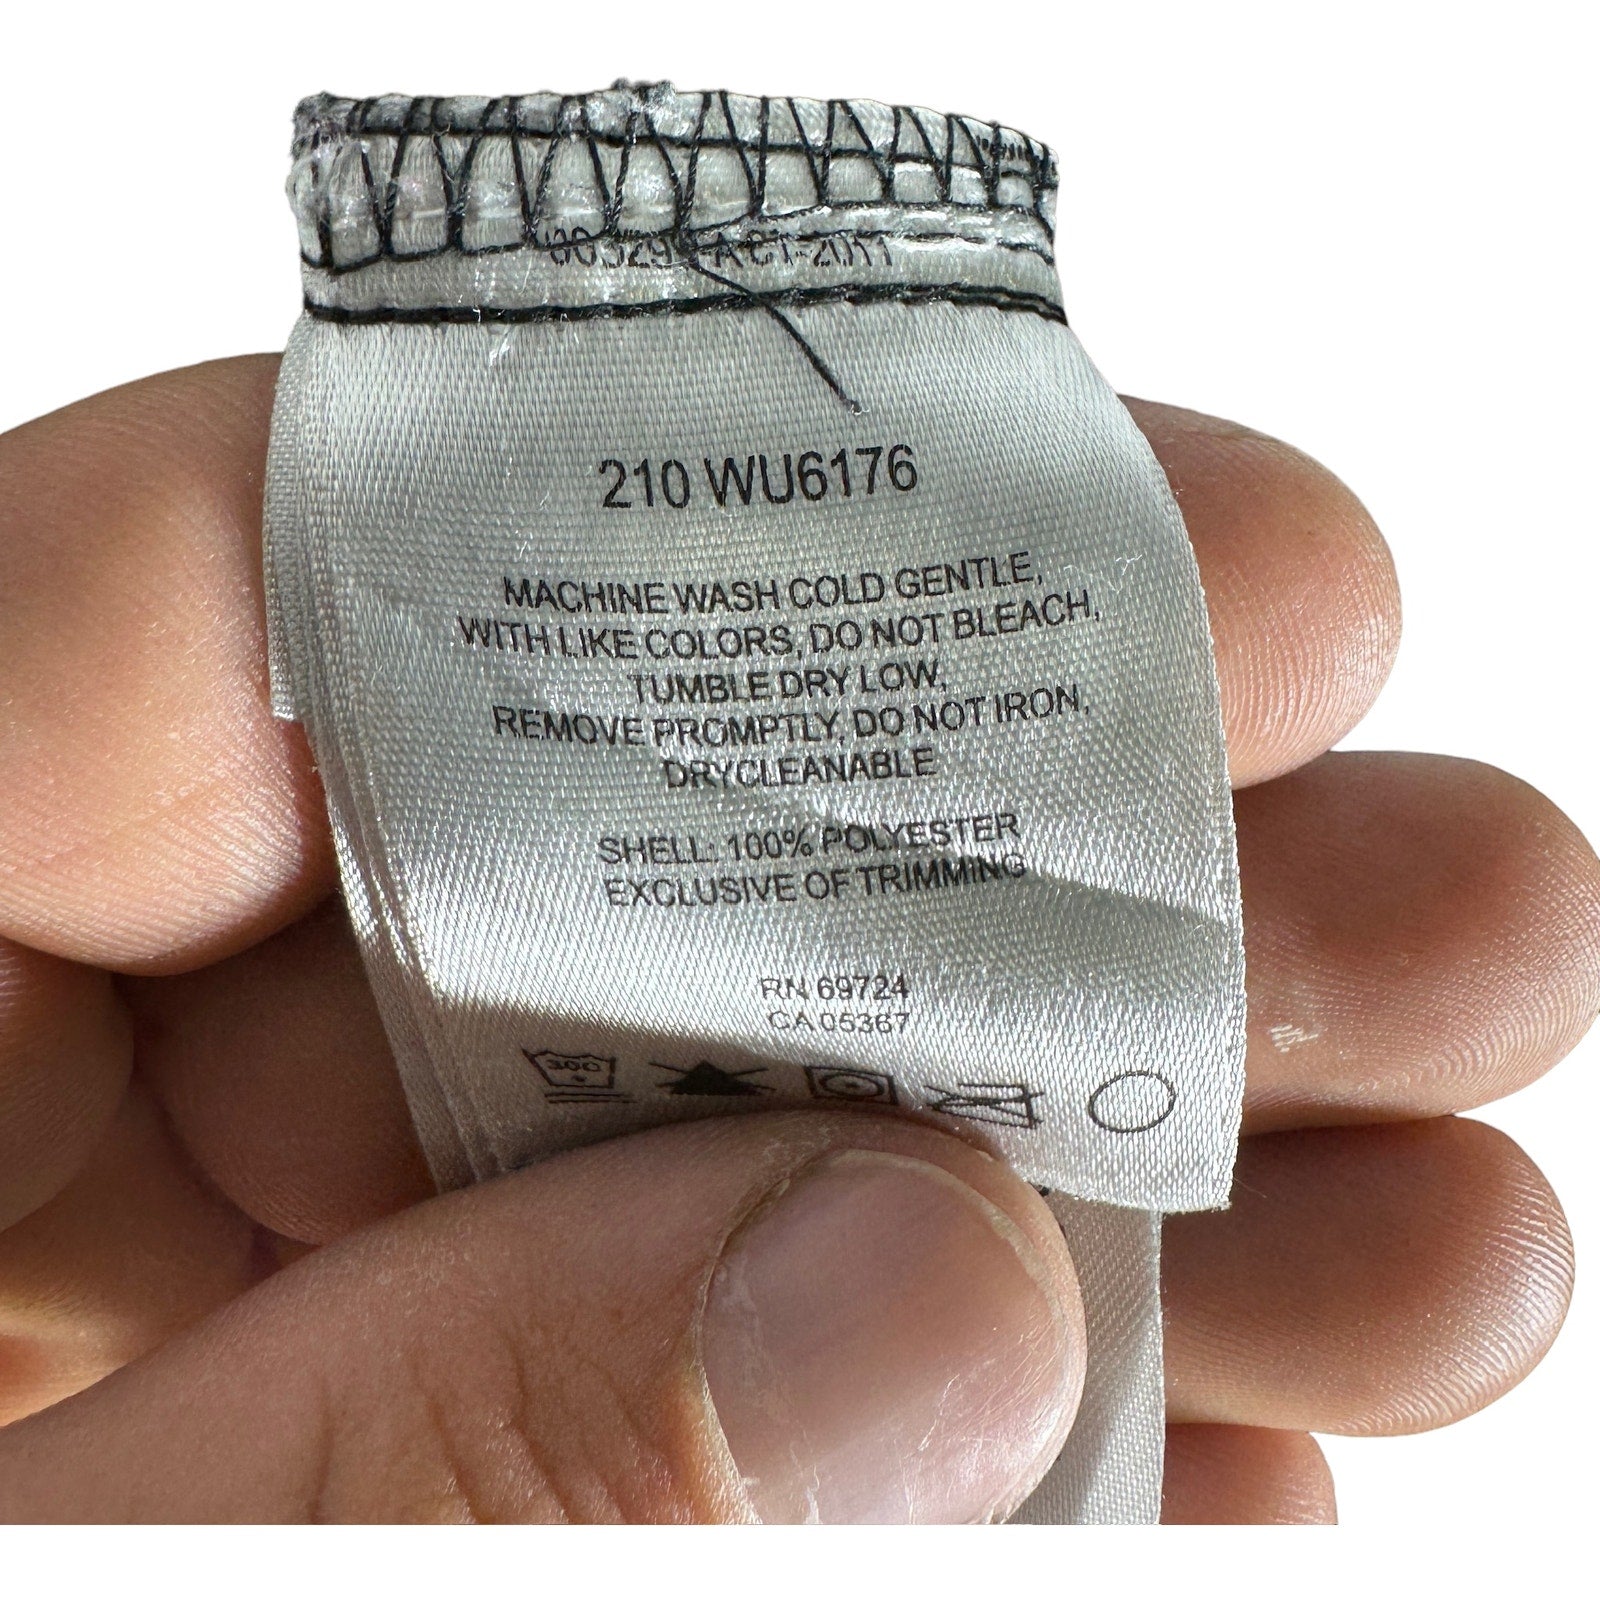 210 WU6176
MACHINE WASH COLD GENTLE,
WITH LIKE COLORS, DO NOT BLEACH,
TUMBLE DRY LOW,
REMOVE PROMPTLY, DO NOT IRON,
DRYCLEANABLE
SHELL: 100% POLYESTER
EXCLUSIVE OF TRIMMING
RN 69724
CA 05367